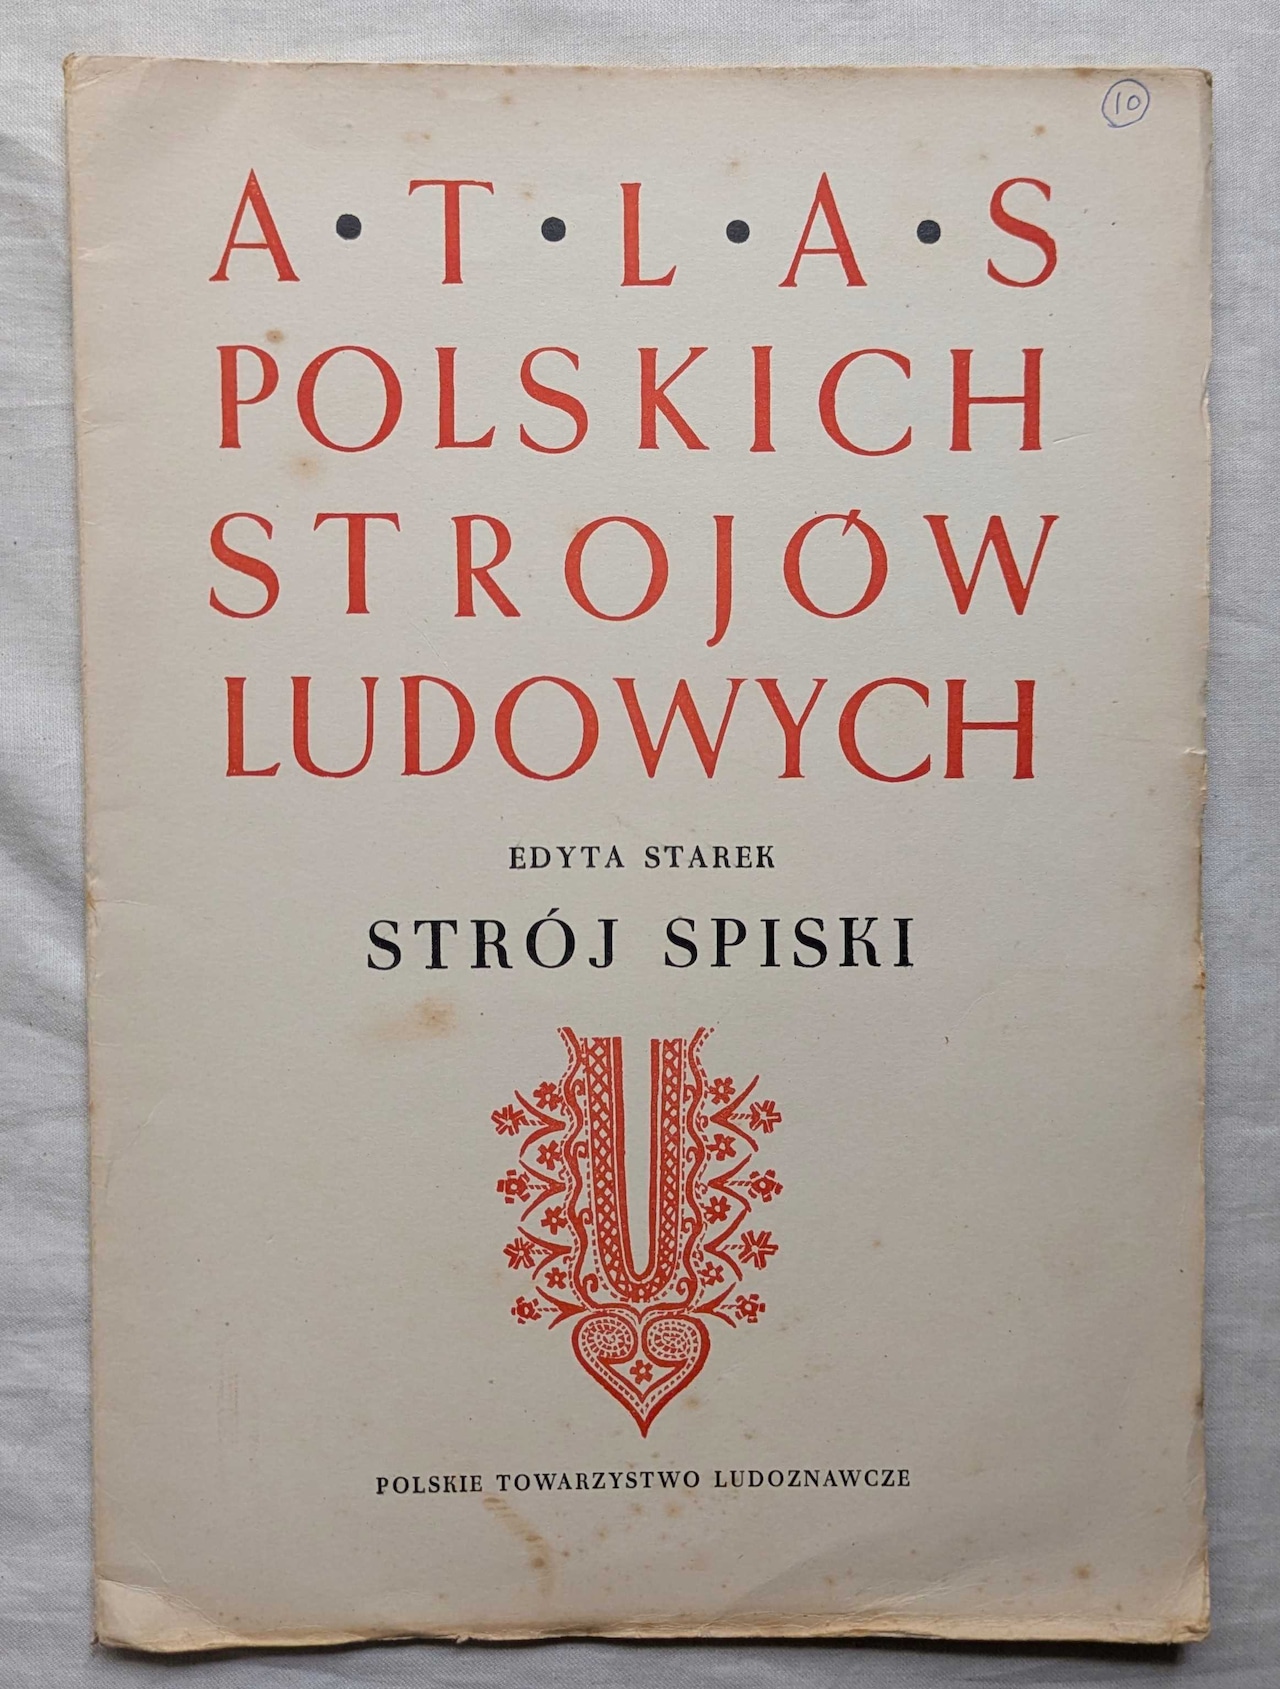 10
A•T•L•A•S
POLSKICH
STROJÓW
LUDOWYCH
EDYTA STAREK
STRÓJ SPISKI
POLSKIE TOWARZYSTWO LUDOZNAWCZE